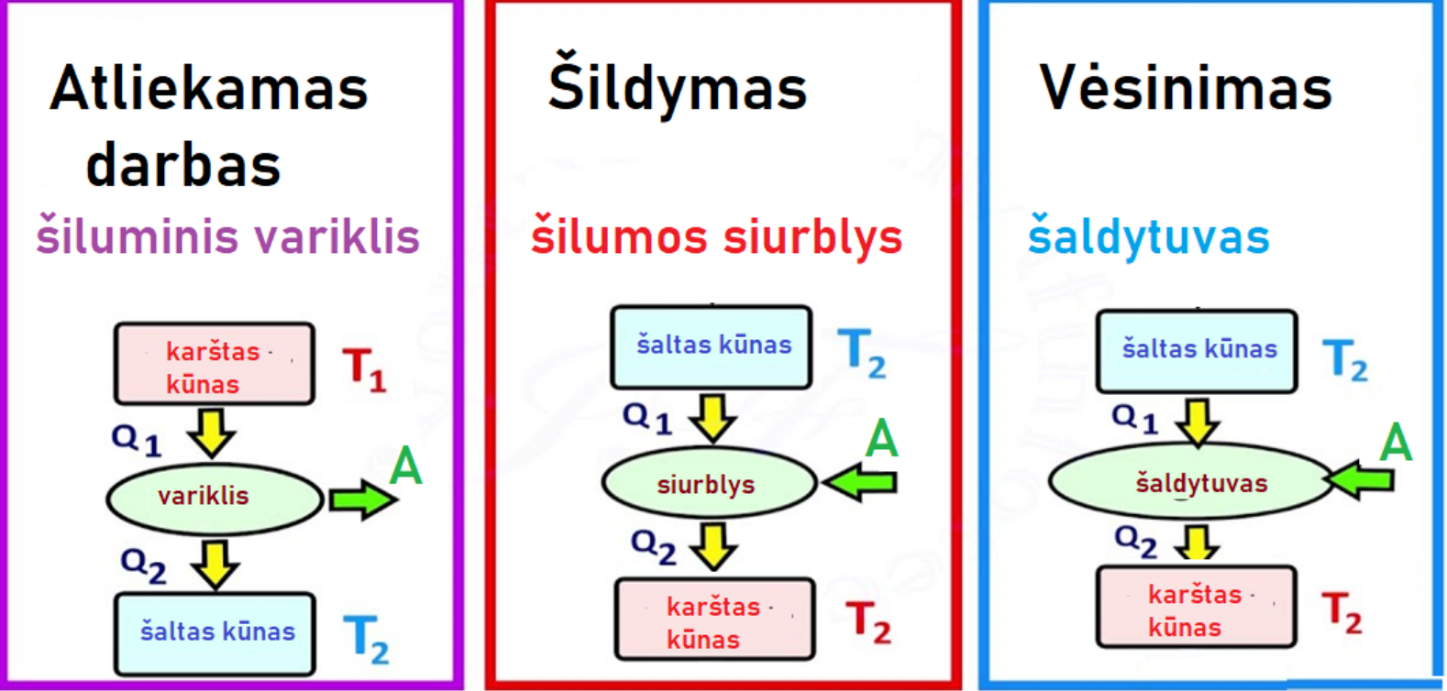 Atliekamas
darbas
šiluminis variklis
karštas
kūnas
T1
Q1
variklis
A
Q2
šaltas kūnas
T2
Šildymas
šilumos siurblys
šaltas kūnas
T2
Q1
siurblys
A
Q2
karštas
kūnas
T2
Vėsinimas
šaldytuvas
šaltas kūnas
T2
Q1
šaldytuvas
A
Q2
karštas
kūnas
T2